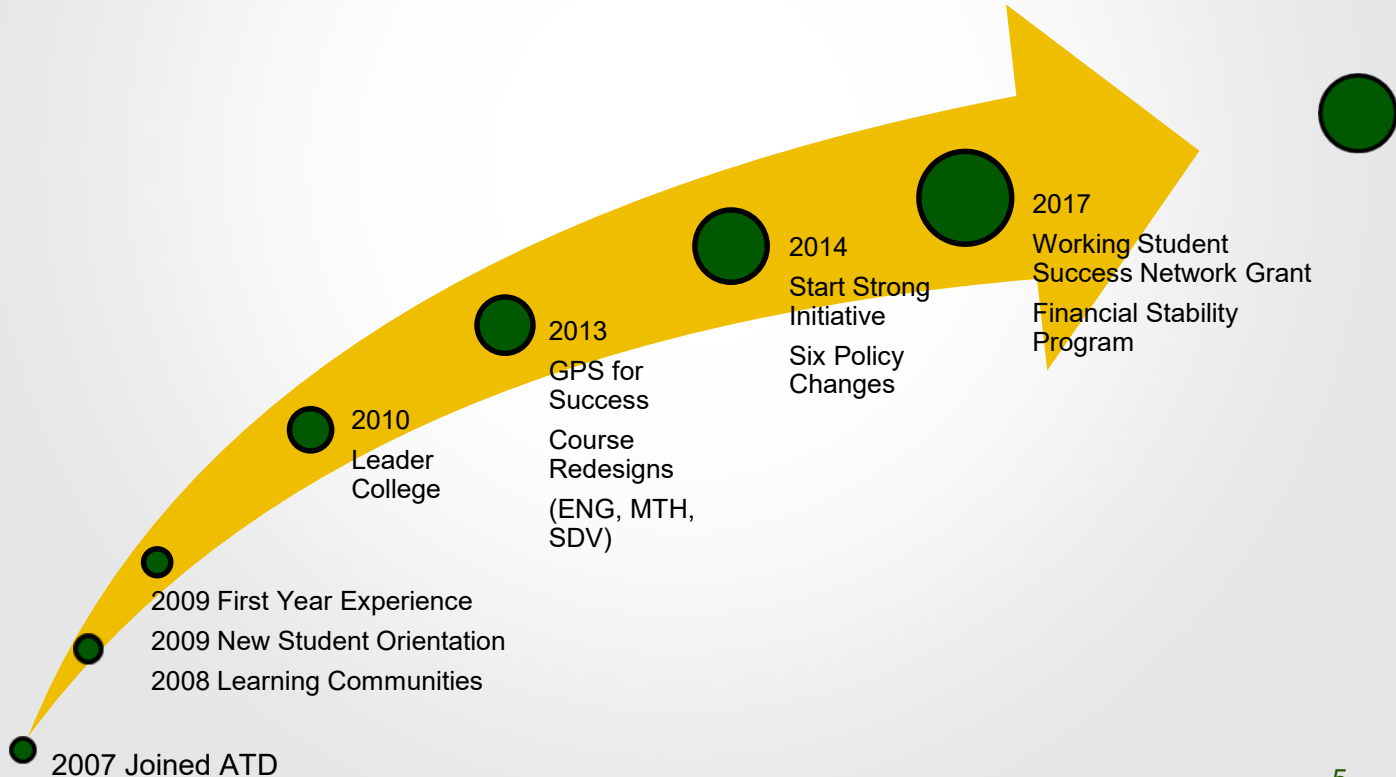 2007 Joined ATD
2009 First Year Experience
2009 New Student Orientation
2008 Learning Communities
2010
Leader
College
2013
GPS for
Success
Course
Redesigns
(ENG, MTH,
SDV)
2014
Start Strong
Initiative
Six Policy
Changes
2017
Working Student
Success Network Grant
Financial Stability
Program
5